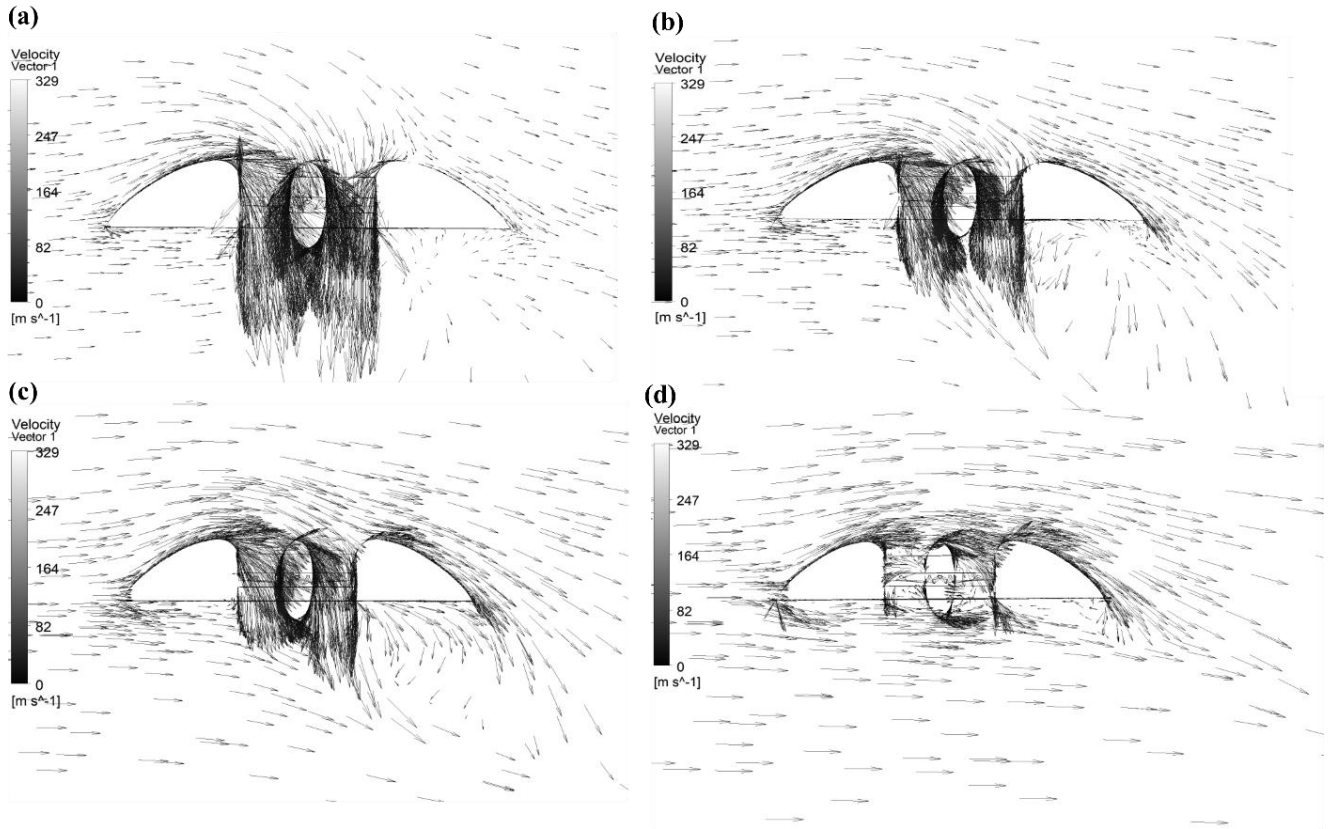 (a)
Velocity
Vector 1
329
247
164
82
0
[m s^-1]
(b)
Velocity
Vector 1
329
247
164
82
0
[m s^-1]
(c)
Velocity
Vector 1
329
247
164
82
0
[m s^-1]
(d)
Velocity
Vector 1
329
247
164
82
0
[m s^-1]